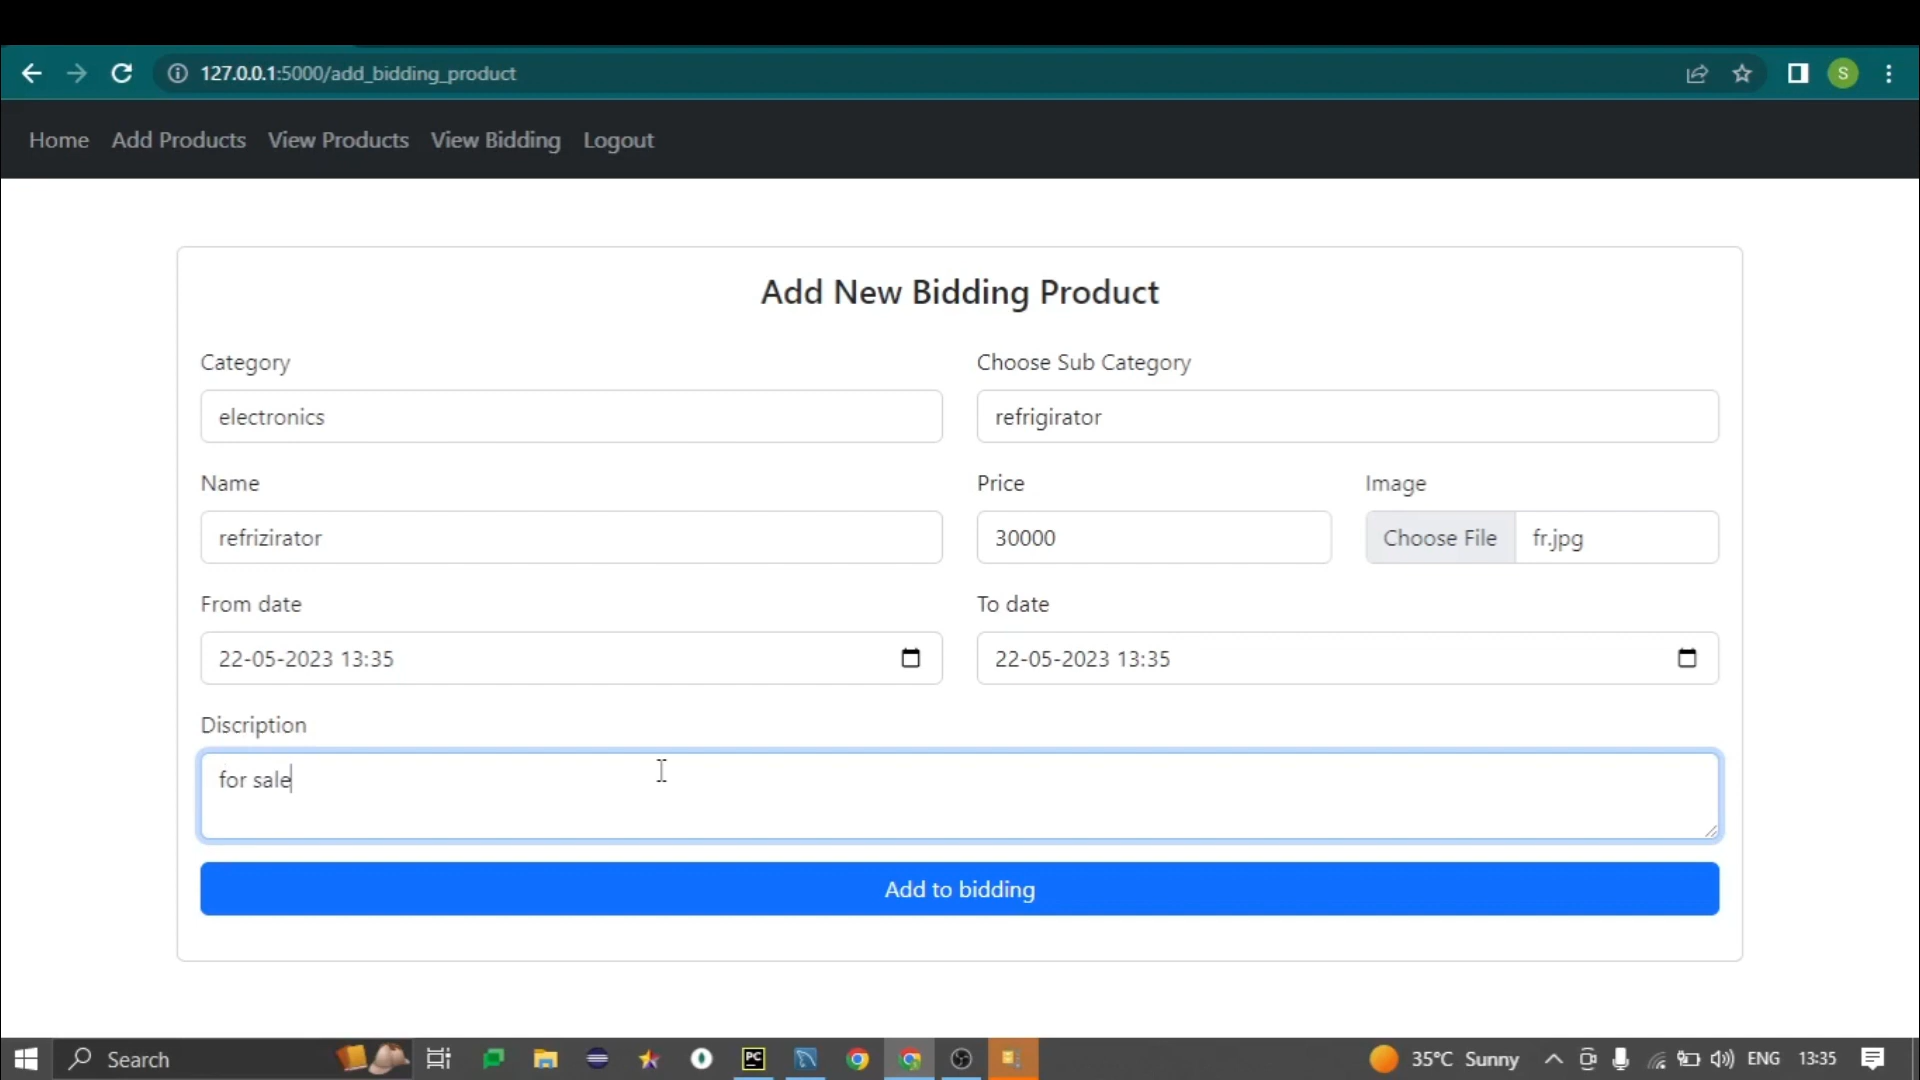 127.0.0.1:5000/add_bidding_product
S
Home Add Products View Products View Bidding Logout
Add New Bidding Product
Category Choose Sub Category
electronics refrigirator
Name Price Image
refrizirator 30000 Choose File fr.jpg
From date To date
22-05-2023 13:35 22-05-2023 13:35
Discription
for sale
Add to bidding
Search PC 35°C Sunny ENG 13:35